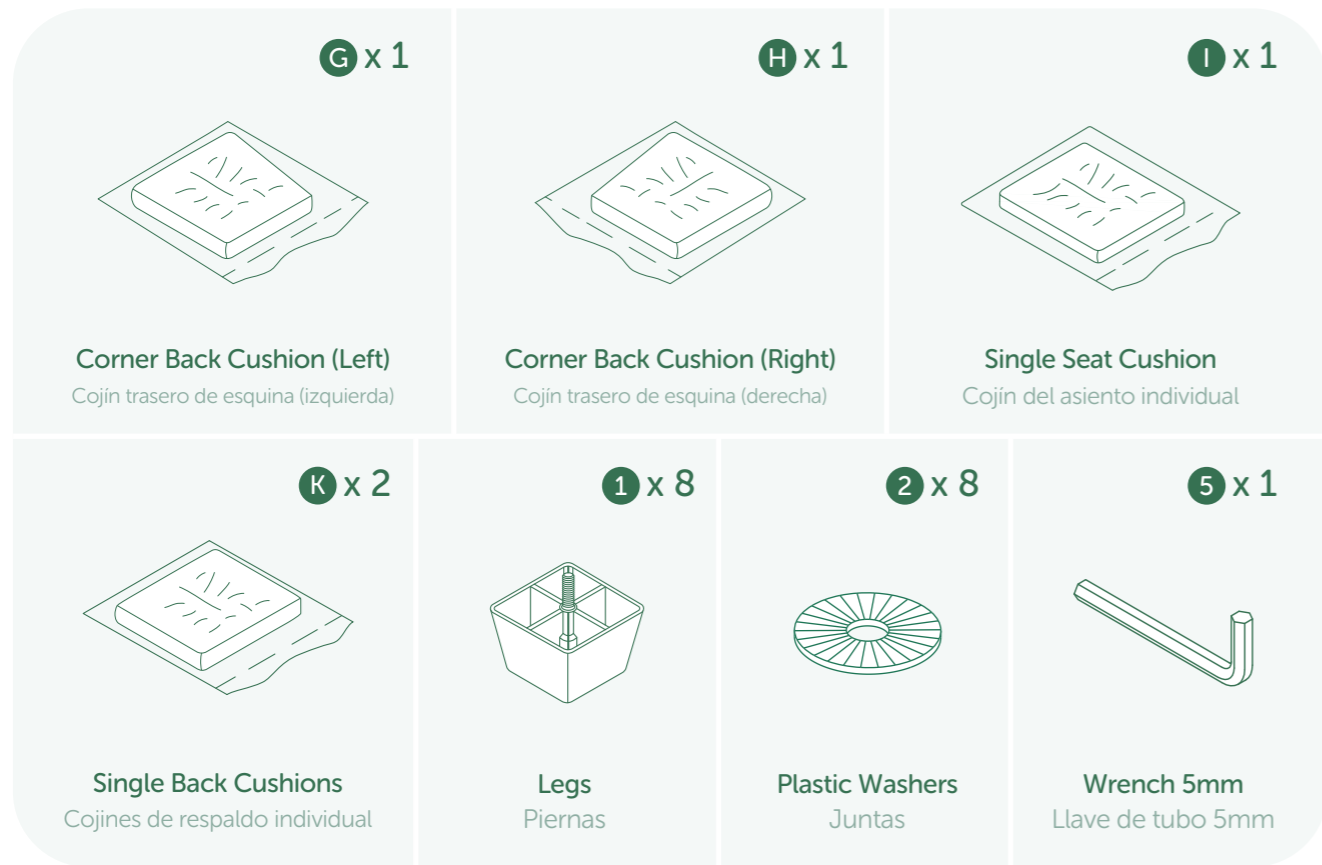 G x 1
H x 1
I x 1
Corner Back Cushion (Left)
Cojín trasero de esquina (izquierda)
Corner Back Cushion (Right)
Cojín trasero de esquina (derecha)
Single Seat Cushion
Cojín del asiento individual
K x 2
1 x 8
2 x 8
5 x 1
Single Back Cushions
Cojines de respaldo individual
Legs
Piernas
Plastic Washers
Juntas
Wrench 5mm
Llave de tubo 5mm